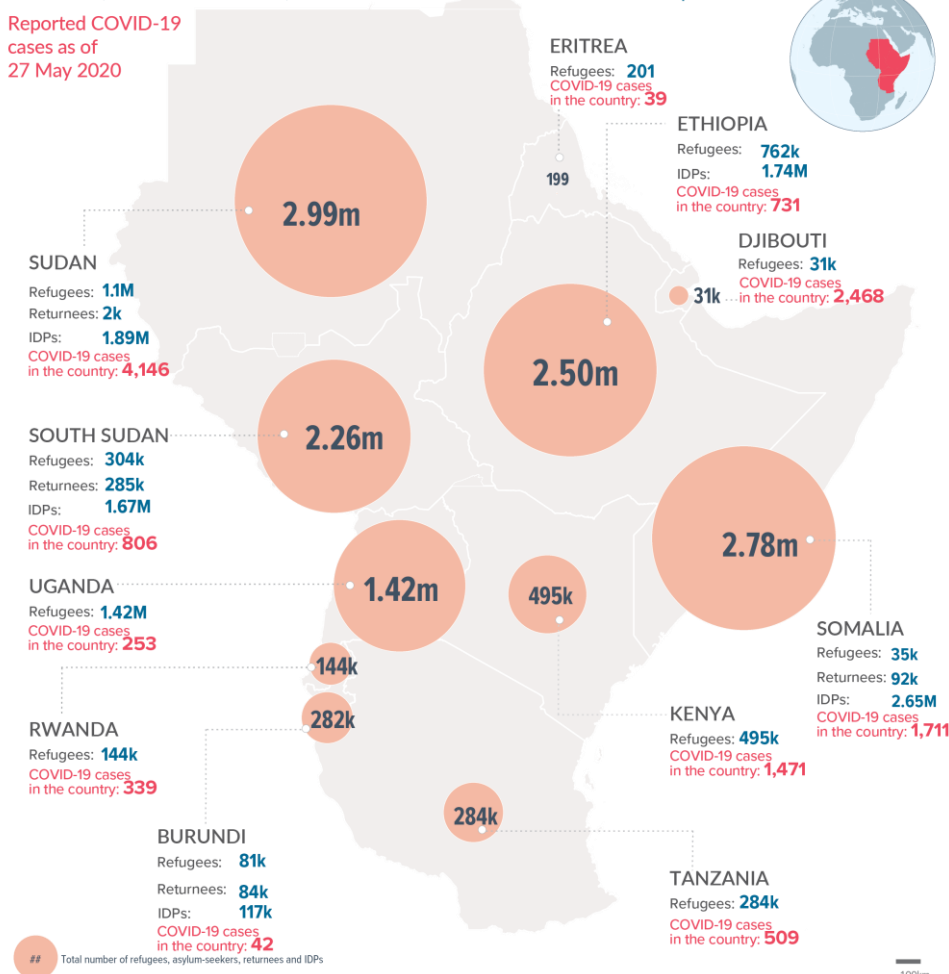 Reported COVID-19
cases as of
27 May 2020
ERITREA
Refugees: 201
COVID-19 cases
in the country: 39
199
ETHIOPIA
Refugees: 762k
IDPs: 1.74M
COVID-19 cases
in the country: 731
2.50m
DJIBOUTI
Refugees: 31k
COVID-19 cases
in the country: 2,468
31k
2.99m
SUDAN
Refugees: 1.1M
Returnees: 2k
IDPs: 1.89M
COVID-19 cases
in the country: 4,146
SOUTH SUDAN
Refugees: 304k
Returnees: 285k
IDPs: 1.67M
COVID-19 cases
in the country: 806
2.26m
UGANDA
Refugees: 1.42M
COVID-19 cases
in the country: 253
1.42m
495k
2.78m
SOMALIA
Refugees: 35k
Returnees: 92k
IDPs: 2.65M
COVID-19 cases
in the country: 1,711
144k
282k
RWANDA
Refugees: 144k
COVID-19 cases
in the country: 339
KENYA
Refugees: 495k
COVID-19 cases
in the country: 1,471
284k
BURUNDI
Refugees: 81k
Returnees: 84k
IDPs: 117k
COVID-19 cases
in the country: 42
TANZANIA
Refugees: 284k
COVID-19 cases
in the country: 509
## Total number of refugees, asylum-seekers, returnees and IDPs